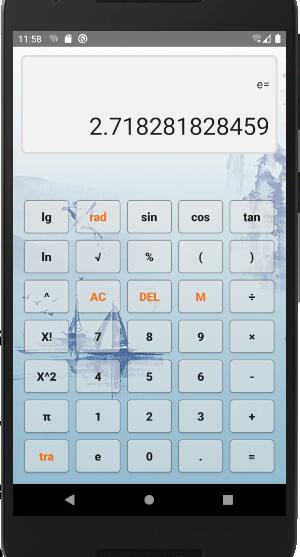 11:58
e=
2.718281828459
lg rad sin cos tan
ln √ % ( )
^ AC DEL M ÷
X! 7 8 9 ×
X^2 4 5 6 -
π 1 2 3 +
tra e 0 . =